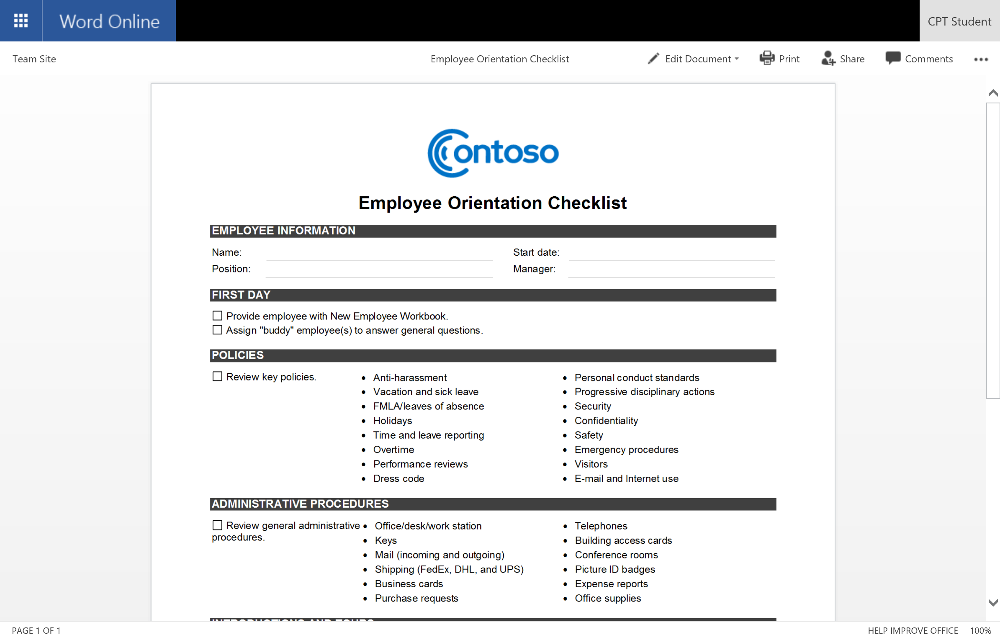 Word Online
CPT Student
Team Site
Employee Orientation Checklist
Edit Document
Print
Share
Comments
Contoso
Employee Orientation Checklist
EMPLOYEE INFORMATION
Name:
Start date:
Position:
Manager:
FIRST DAY
Provide employee with New Employee Workbook.
Assign "buddy" employee(s) to answer general questions.
POLICIES
Review key policies.
• Anti-harassment
• Vacation and sick leave
• FMLA/leaves of absence
• Holidays
• Time and leave reporting
• Overtime
• Performance reviews
• Dress code
• Personal conduct standards
• Progressive disciplinary actions
• Security
• Confidentiality
• Safety
• Emergency procedures
• Visitors
• E-mail and Internet use
ADMINISTRATIVE PROCEDURES
Review general administrative
procedures.
• Office/desk/work station
• Keys
• Mail (incoming and outgoing)
• Shipping (FedEx, DHL, and UPS)
• Business cards
• Purchase requests
• Telephones
• Building access cards
• Conference rooms
• Picture ID badges
• Expense reports
• Office supplies
INTRODUCTIONS AND TOURS
PAGE 1 OF 1
HELP IMPROVE OFFICE
100%